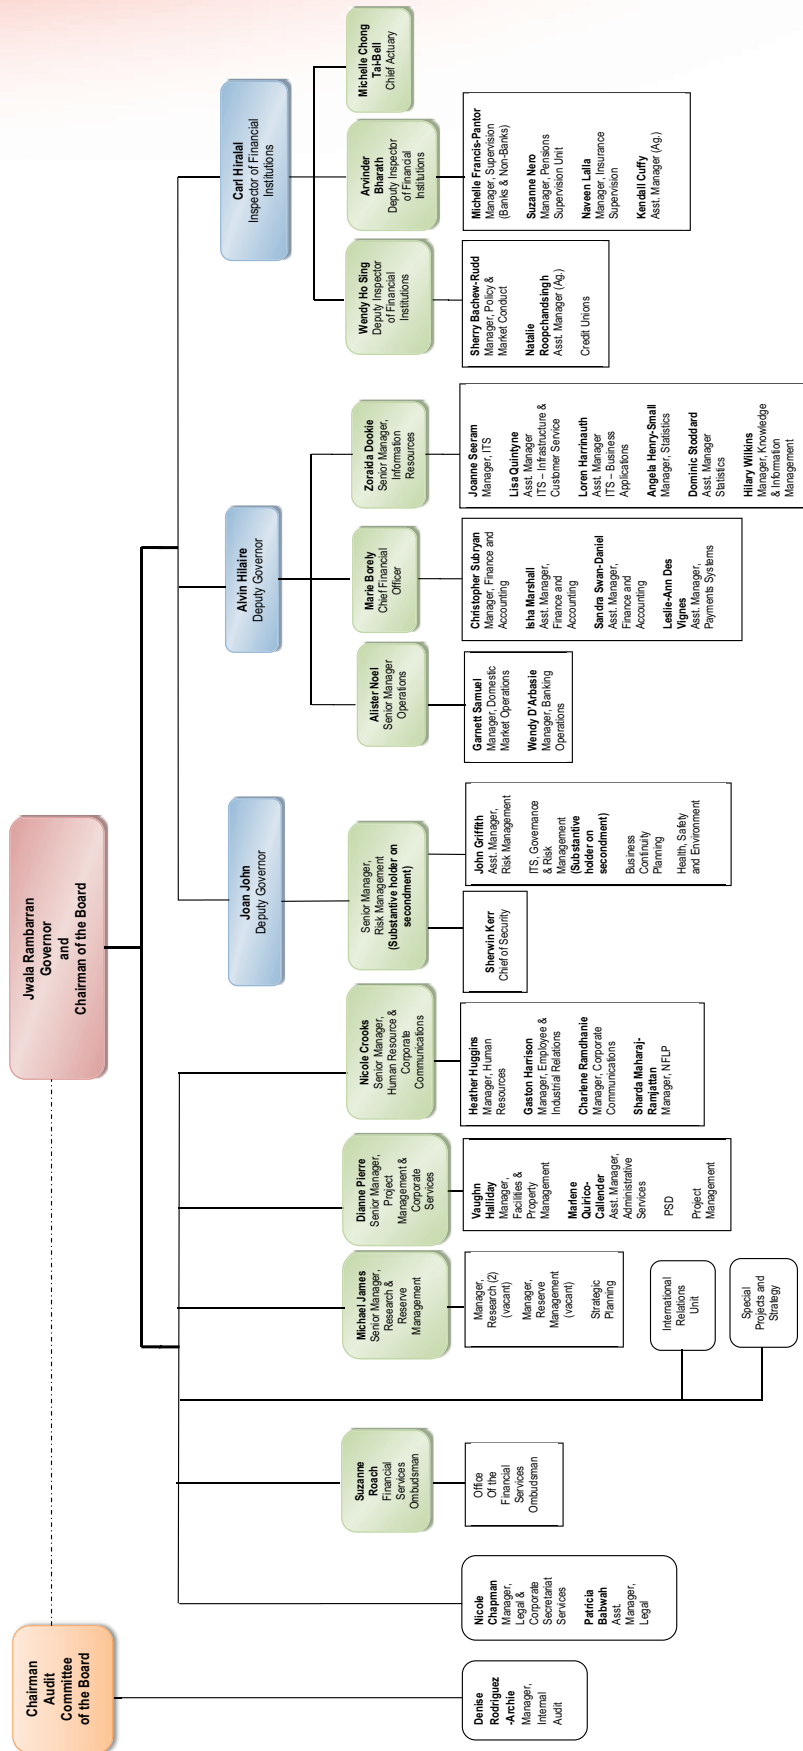 Jwala Rambarran
Governor
and
Chairman of the Board
Chairman
Audit
Committee
of the Board
Joan John
Deputy Governor
Alvin Hilaire
Deputy Governor
Carl Hiralal
Inspector of Financial
Institutions
Suzanne
Roach
Financial
Services
Ombudsman
Michael James
Senior Manager,
Research &
Reserve
Management
Dianne Pierre
Senior Manager,
Project
Management &
Corporate
Services
Nicole Crooks
Senior Manager,
Human Resource &
Corporate
Communications
Senior Manager,
Risk Management
(Substantive holder on
secondment)
Alister Noel
Senior Manager
Operations
Marie Borely
Chief Financial
Officer
Zoraida Dookie
Senior Manager,
Information
Resources
Wendy Ho Sing
Deputy Inspector
of Financial
Institutions
Arvinder
Bharath
Deputy Inspector
of Financial
Institutions
Michelle Chong
Tai-Bell
Chief Actuary
Denise
Rodriguez
-Archie
Manager,
Internal
Audit
Nicole
Chapman
Manager,
Legal &
Corporate
Secretariat
Services
Patricia
Babwah
Asst.
Manager,
Legal
Office
Of the
Financial
Services
Ombudsman
Manager,
Research (2)
(vacant)
Manager,
Reserve
Management
(vacant)
Strategic
Planning
International
Relations
Unit
Special
Projects and
Strategy
Vaughn
Halliday
Manager,
Facilities &
Property
Management
Marlene
Quirico-
Callender
Asst. Manager,
Administrative
Services
PSD
Project
Management
Heather Huggins
Manager, Human
Resources
Gaston Harrison
Manager, Employee &
Industrial Relations
Charlene Ramdhanie
Manager, Corporate
Communications
Sharda Maharaj-
Ramjattan
Manager, NFLP
Sherwin Kerr
Chief of Security
John Griffith
Asst. Manager,
Risk Management
ITS, Governance
& Risk
Management
(Substantive
holder on
secondment)
Business
Continuity
Planning
Health, Safety
and Environment
Garnett Samuel
Manager, Domestic
Market Operations
Wendy D'Arbasie
Manager, Banking
Operations
Christopher Subryan
Manager, Finance and
Accounting
Isha Marshall
Asst. Manager,
Finance and
Accounting
Sandra Swan-Daniel
Asst. Manager,
Finance and
Accounting
Leslie-Ann Des
Vignes
Asst. Manager,
Payments Systems
Joanne Seeram
Manager, ITS
Lisa Quintyne
Asst. Manager
ITS – Infrastructure &
Customer Service
Loren Harrinauth
Asst. Manager
ITS – Business
Applications
Angela Henry-Small
Manager, Statistics
Dominic Stoddard
Asst. Manager
Statistics
Hilary Wilkins
Manager, Knowledge
& Information
Management
Sherry Bachew-Rudd
Manager, Policy &
Market Conduct
Natalie
Roopchandsingh
Asst. Manager (Ag.)
Credit Unions
Michelle Francis-Pantor
Manager, Supervision
(Banks & Non-Banks)
Suzanne Nero
Manager, Pensions
Supervision Unit
Naveen Lalla
Manager, Insurance
Supervision
Kendall Cuffy
Asst. Manager (Ag.)